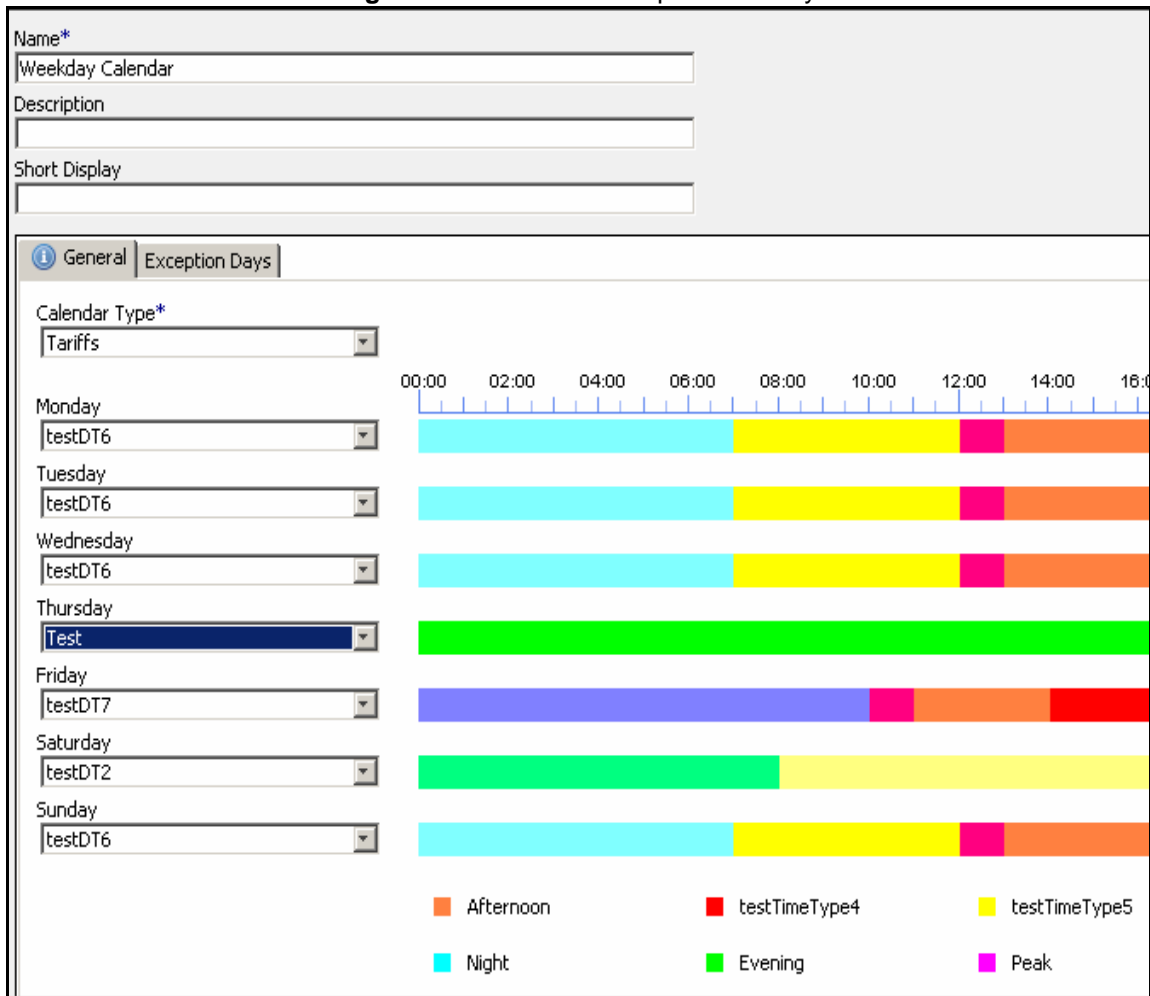 Name*
Weekday Calendar
Description
Short Display
General Exception Days
Calendar Type*
Tariffs
00:00 02:00 04:00 06:00 08:00 10:00 12:00 14:00
Monday
testDT6
Tuesday
testDT6
Wednesday
testDT6
Thursday
Test
Friday
testDT7
Saturday
testDT2
Sunday
testDT6
Afternoon testTimeType4 testTimeType5
Night Evening Peak